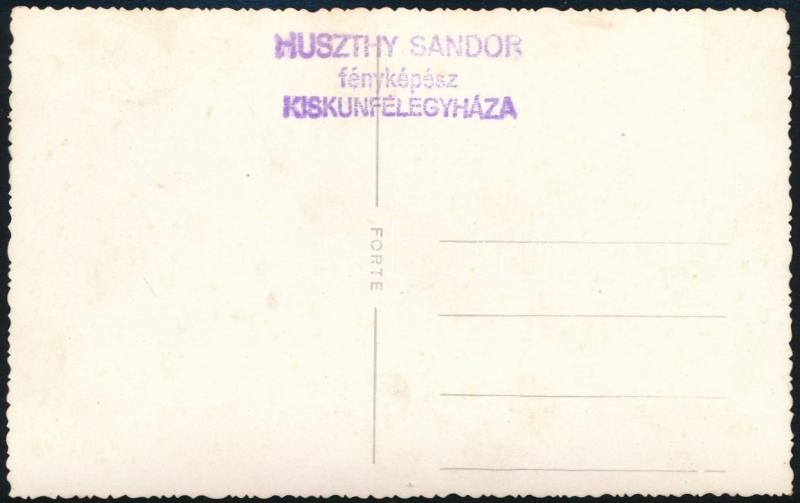 HUSZTHY SANDOR
fényképész
KISKUNFÉLEGYHÁZA
FORTE